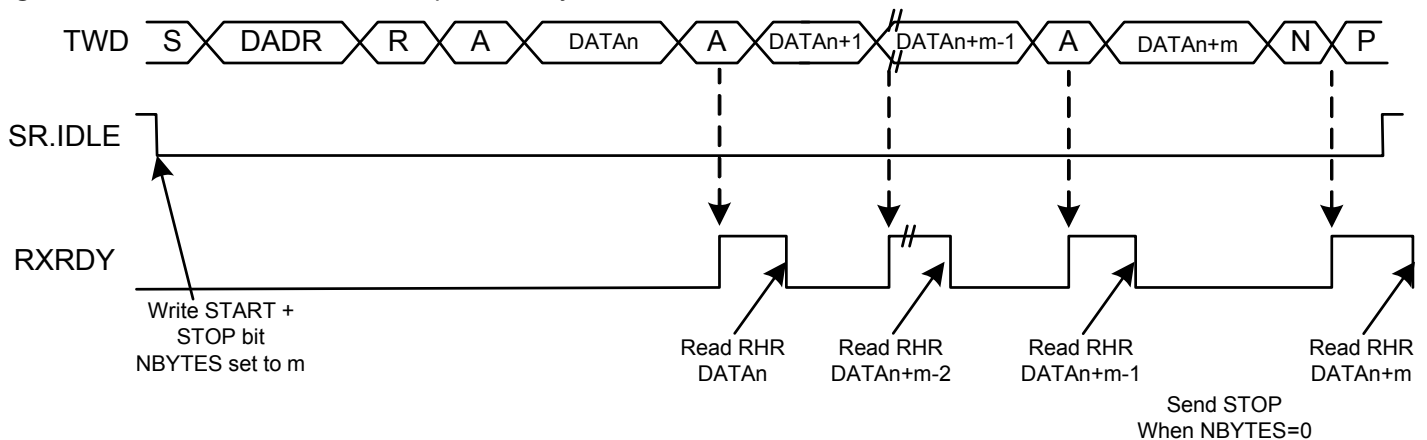 TWD S DADR R A DATAn A DATAn+1 DATAn+m-1 A DATAn+m N P
SR.IDLE
RXRDY
Write START +
STOP bit
NBYTES set to m
Read RHR
DATAn
Read RHR
DATAn+m-2
Read RHR
DATAn+m-1
Send STOP
When NBYTES=0
Read RHR
DATAn+m